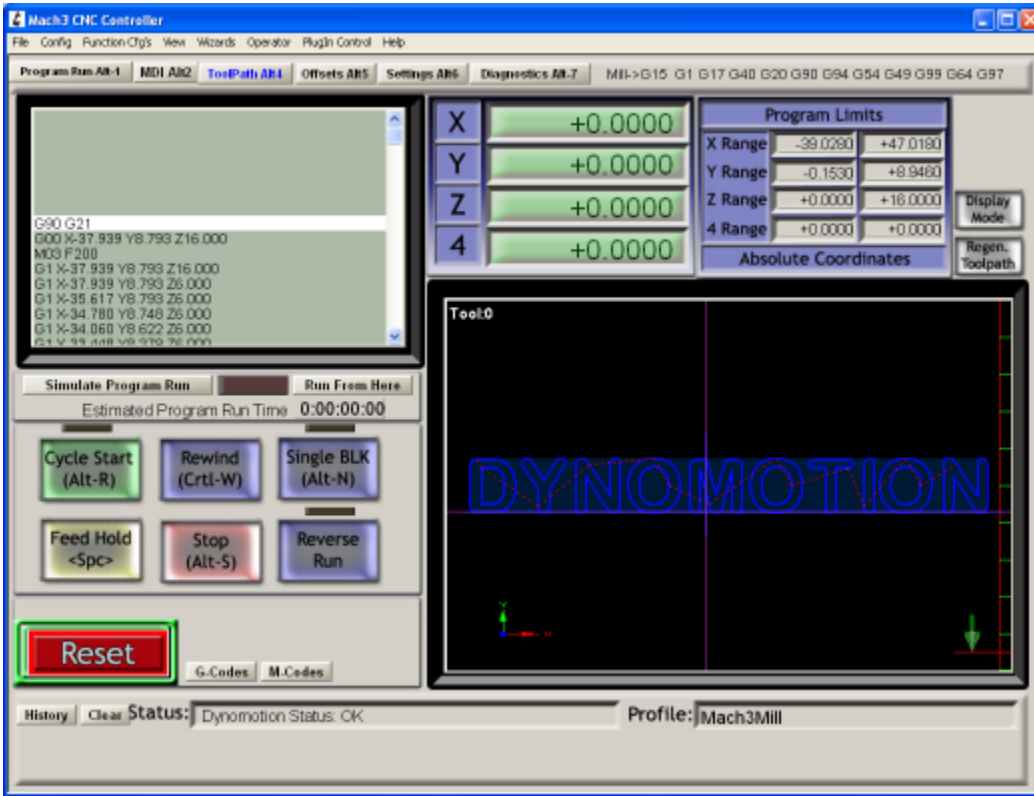 Mach3 CNC Controller
File Config Function Cfg's View Wizards Operator PlugIn Control Help
Program Run Alt-1 MDI Alt2 ToolPath Alt4 Offsets Alt5 Settings Alt6 Diagnostics Alt-7 Mill->G15 G1 G17 G40 G20 G90 G94 G54 G49 G99 G64 G97
G90 G21
G00 X-37.939 Y8.793 Z16.000
M03 F200
G1 X-37.939 Y8.793 Z16.000
G1 X-37.939 Y8.793 Z6.000
G1 X-35.617 Y8.793 Z6.000
G1 X-34.780 Y8.748 Z6.000
G1 X-34.060 Y8.622 Z6.000
X +0.0000
Y +0.0000
Z +0.0000
4 +0.0000
Program Limits
X Range -39.0280 +47.0180
Y Range -0.1530 +8.9460
Z Range +0.0000 +16.0000
4 Range +0.0000 +0.0000
Absolute Coordinates
Display
Mode
Regen.
Toolpath
Tool:0
DYNOMOTION
Y
X
Simulate Program Run Run From Here
Estimated Program Run Time 0:00:00:00
Cycle Start
(Alt-R)
Rewind
(Crtl-W)
Single BLK
(Alt-N)
Feed Hold
<Spc>
Stop
(Alt-S)
Reverse
Run
Reset
G-Codes M-Codes
History Clear Status: Dynomotion Status: OK Profile: Mach3Mill